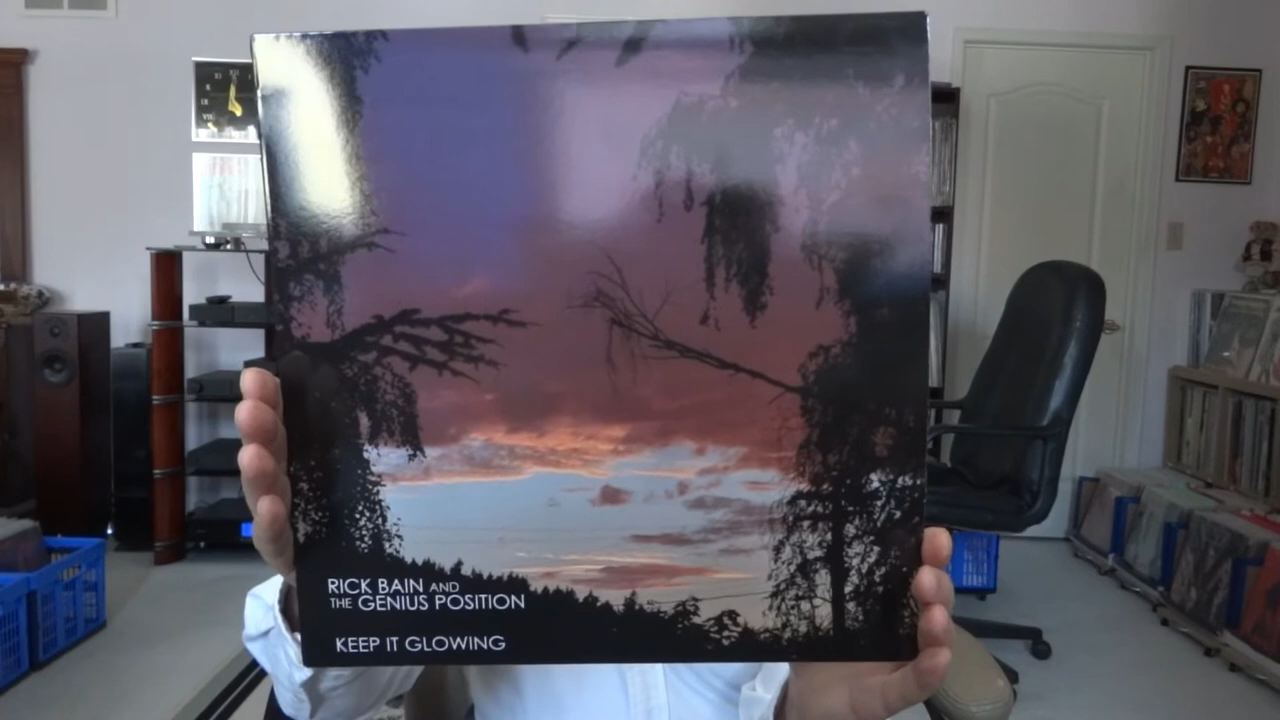 RICK BAIN AND
THE GENIUS POSITION
KEEP IT GLOWING